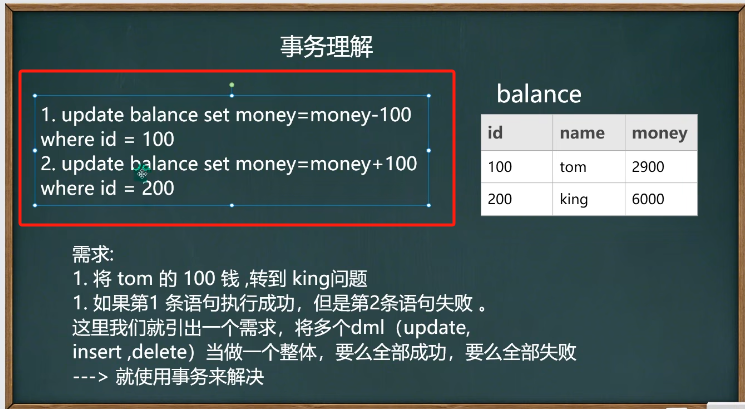 事务理解
1. update balance set money=money-100
where id = 100
2. update balance set money=money+100
where id = 200
balance
id name money
100 tom 2900
200 king 6000
需求:
1. 将 tom 的 100 钱 ,转到 king问题
1. 如果第1 条语句执行成功，但是第2条语句失败 。
这里我们就引出一个需求，将多个dml（update,
insert ,delete）当做一个整体，要么全部成功，要么全部失败
---> 就使用事务来解决